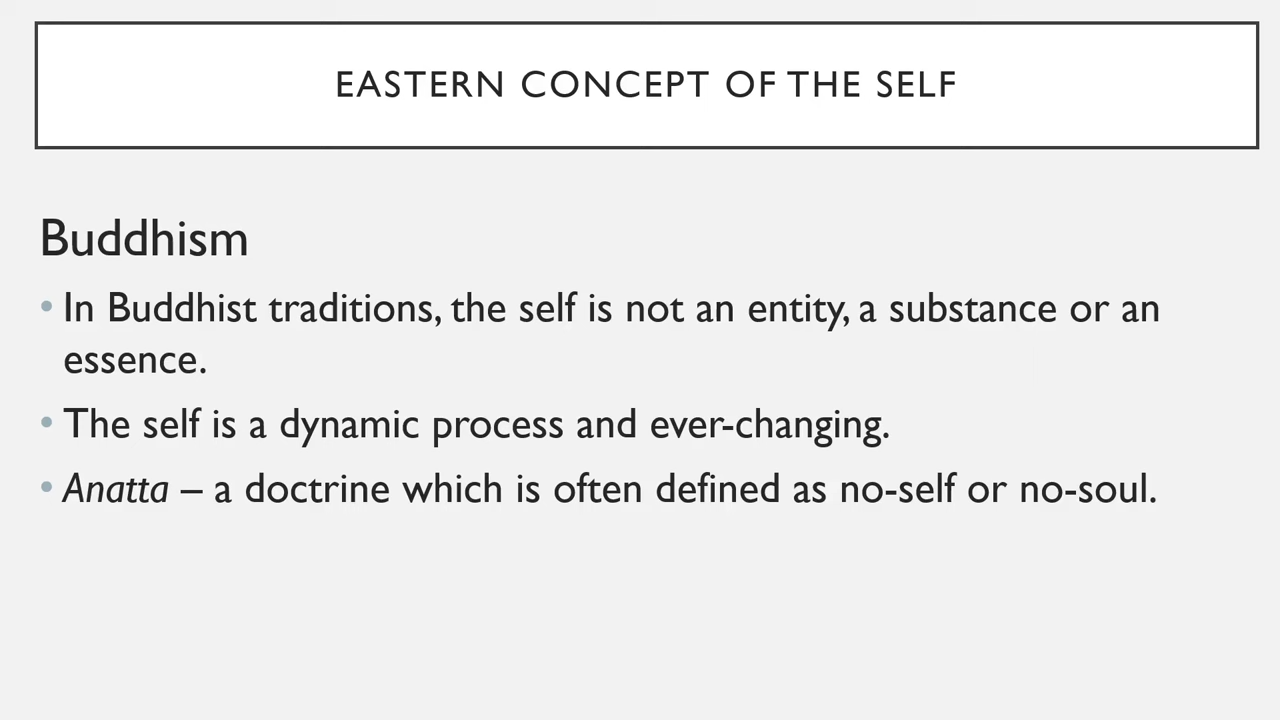 EASTERN CONCEPT OF THE SELF
Buddhism
• In Buddhist traditions, the self is not an entity, a substance or an
essence.
• The self is a dynamic process and ever-changing.
• Anatta – a doctrine which is often defined as no-self or no-soul.